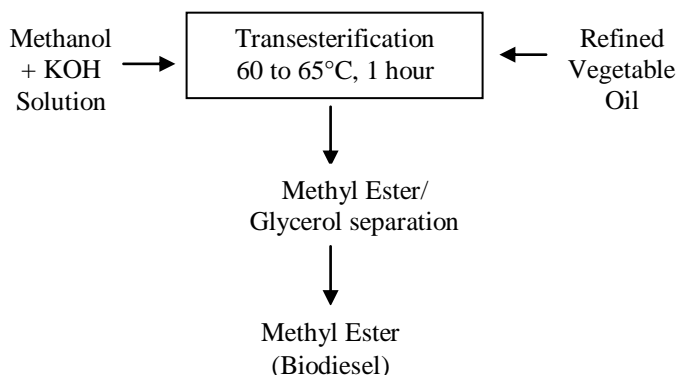 Methanol
+ KOH
Solution
Transesterification
60 to 65°C, 1 hour
Refined
Vegetable
Oil
Methyl Ester/
Glycerol separation
Methyl Ester
(Biodiesel)